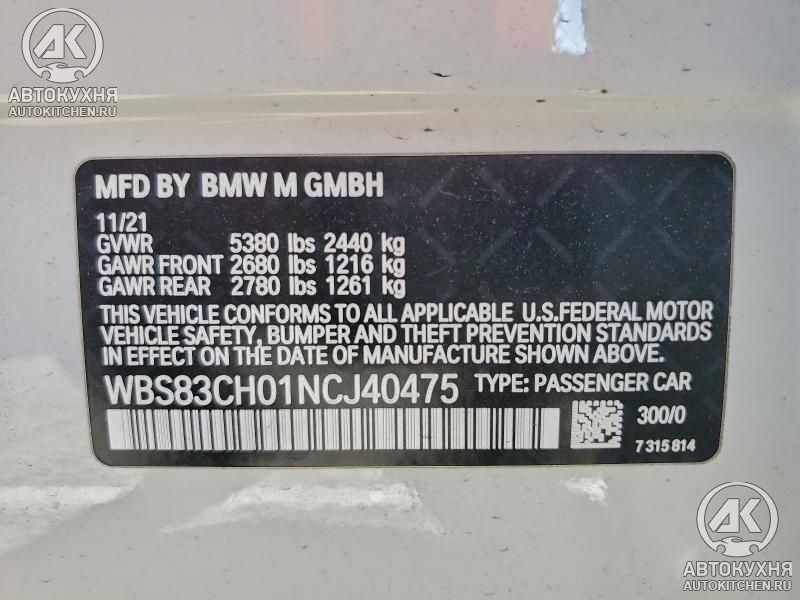 AK
АВТОКУХНЯ
AUTOKITCHEN.RU
MFD BY BMW M GMBH
11/21
GVWR 5380 lbs 2440 kg
GAWR FRONT 2680 lbs 1216 kg
GAWR REAR 2780 lbs 1261 kg
THIS VEHICLE CONFORMS TO ALL APPLICABLE U.S.FEDERAL MOTOR
VEHICLE SAFETY, BUMPER AND THEFT PREVENTION STANDARDS
IN EFFECT ON THE DATE OF MANUFACTURE SHOWN ABOVE.
WBS83CH01NCJ40475 TYPE: PASSENGER CAR
300/0
7 315 814
AK
АВТОКУХНЯ
AUTOKITCHEN.RU